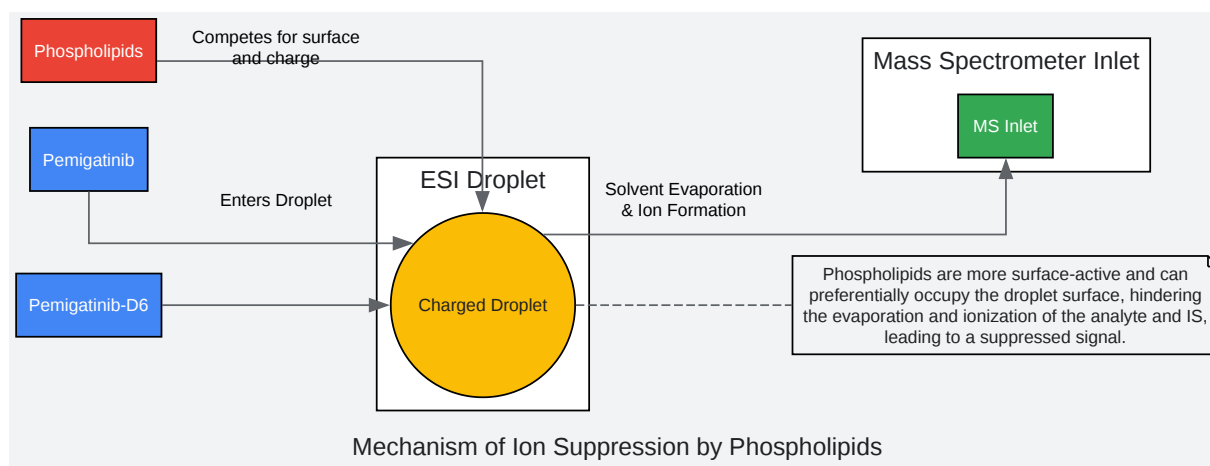 Phospholipids
Competes for surface
and charge
Mass Spectrometer Inlet
MS Inlet
Pemigatinib
ESI Droplet
Enters Droplet
Solvent Evaporation
& Ion Formation
Pemigatinib-D6
Charged Droplet
Phospholipids are more surface-active and can
preferentially occupy the droplet surface, hindering
the evaporation and ionization of the analyte and IS,
leading to a suppressed signal.
Mechanism of Ion Suppression by Phospholipids